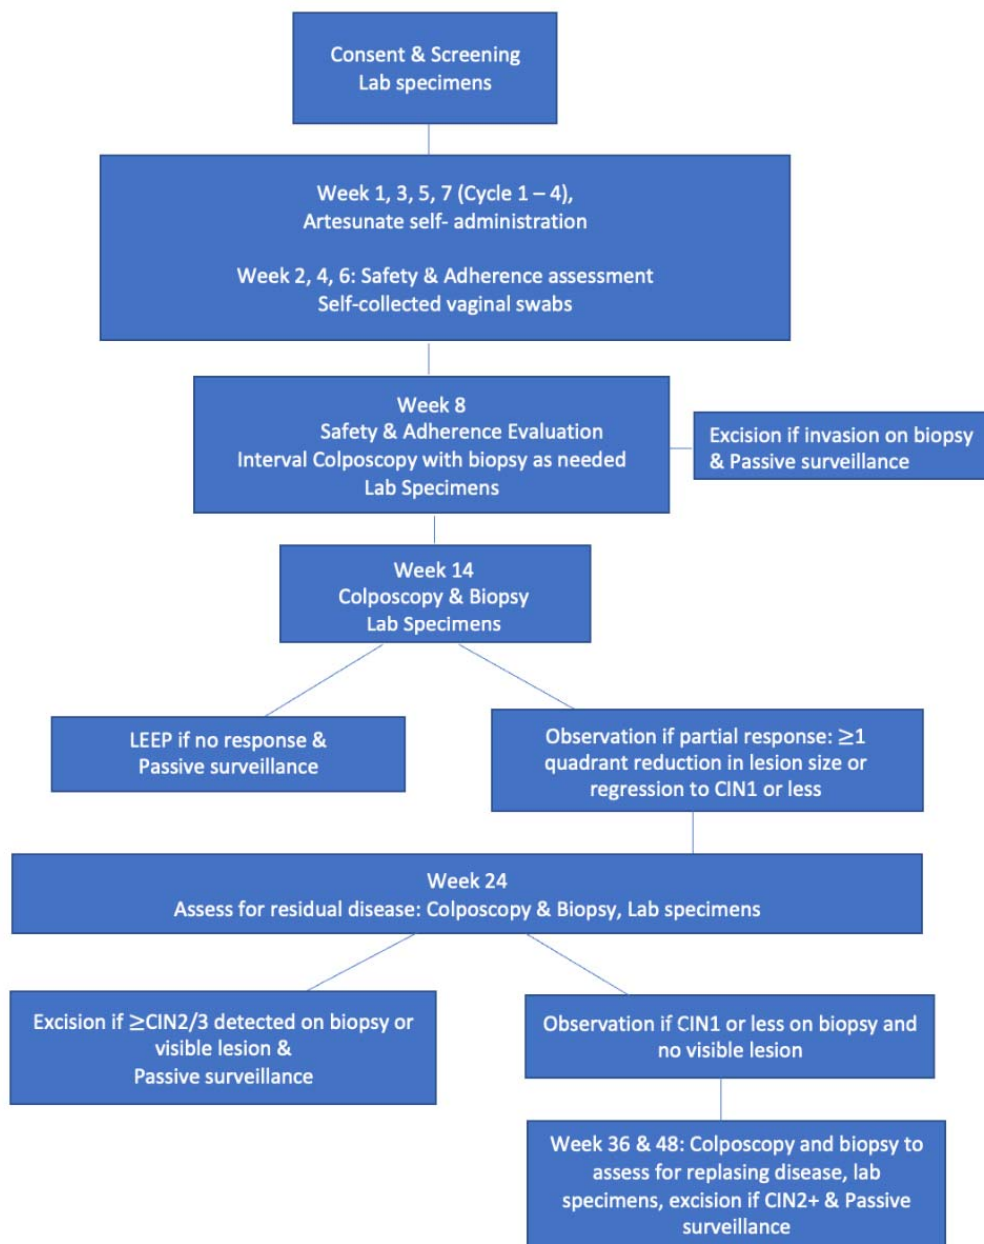 Consent & Screening
Lab specimens
Week 1, 3, 5, 7 (Cycle 1 – 4),
Artesunate self- administration
Week 2, 4, 6: Safety & Adherence assessment
Self-collected vaginal swabs
Week 8
Safety & Adherence Evaluation
Interval Colposcopy with biopsy as needed
Lab Specimens
Excision if invasion on biopsy
& Passive surveillance
Week 14
Colposcopy & Biopsy
Lab Specimens
LEEP if no response &
Passive surveillance
Observation if partial response: ≥1
quadrant reduction in lesion size or
regression to CIN1 or less
Week 24
Assess for residual disease: Colposcopy & Biopsy, Lab specimens
Excision if ≥CIN2/3 detected on biopsy or
visible lesion &
Passive surveillance
Observation if CIN1 or less on biopsy and
no visible lesion
Week 36 & 48: Colposcopy and biopsy to
assess for replasing disease, lab
specimens, excision if CIN2+ & Passive
surveillance